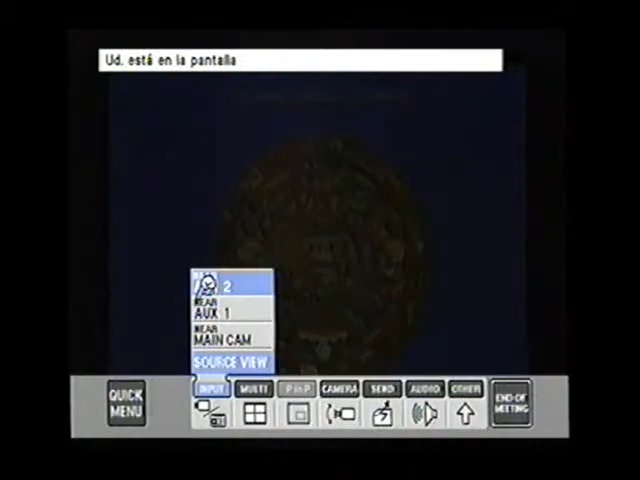 Ud. está en la pantalla
2
NEAR
AUX 1
NEAR
MAIN CAM
SOURCE VIEW
INPUT MULTI P in P CAMERA SEND AUDIO OTHER
QUICK
MENU
END OF
MEETING